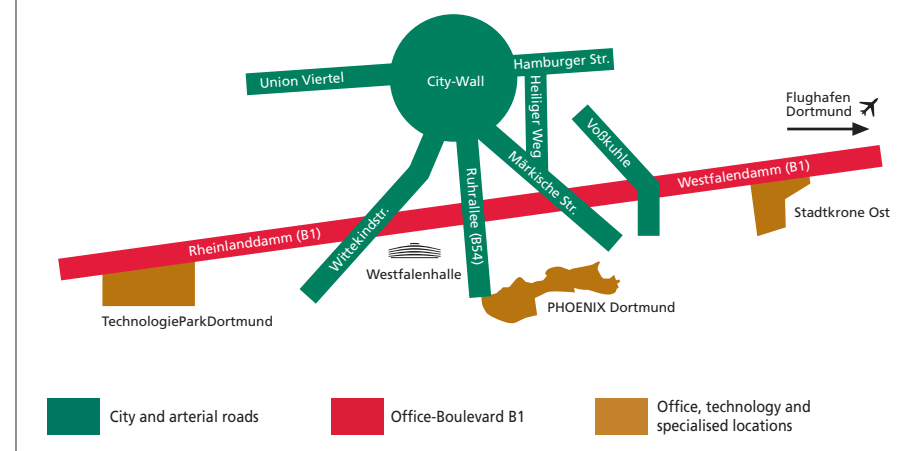 Union Viertel
City-Wall
Hamburger Str.
Heiliger Weg
Voßkuhle
Flughafen
Dortmund
Märkische Str.
Ruhrallee (B54)
Wittekindstr.
Westfalendamm (B1)
Stadtkrone Ost
Rheinlanddamm (B1)
Westfalenhalle
PHOENIX Dortmund
TechnologieParkDortmund
City and arterial roads
Office-Boulevard B1
Office, technology and
specialised locations